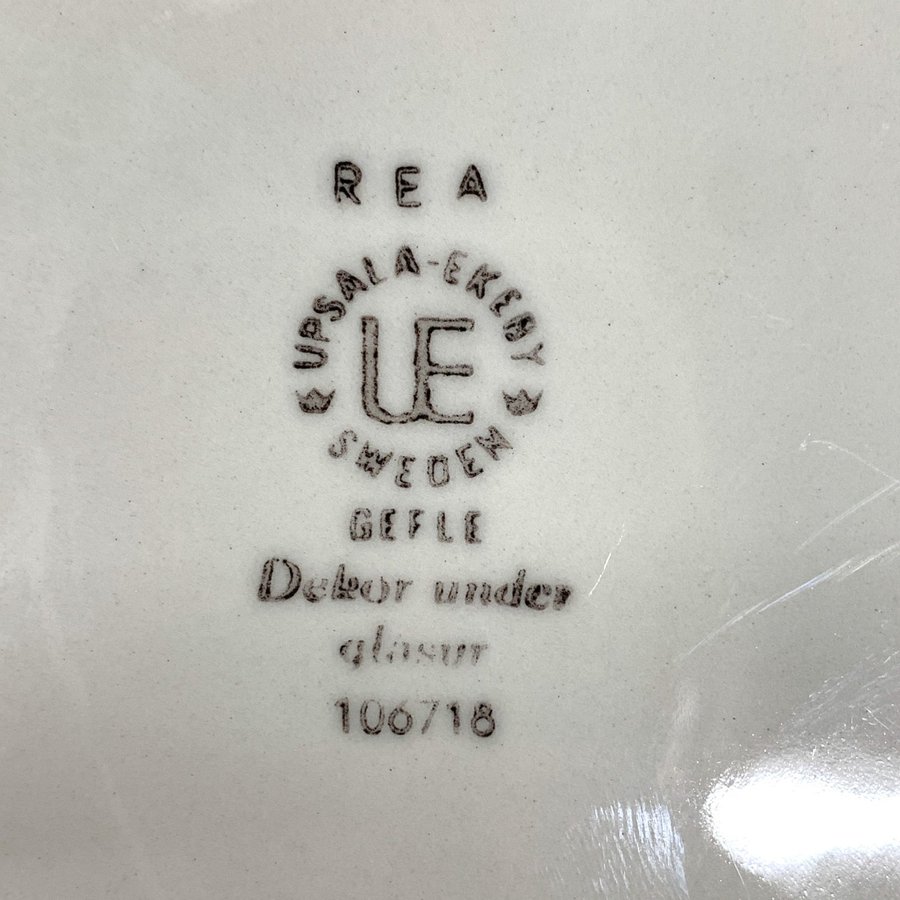 REA
UPSALA-EKEBY
UE
SWEDEN
GEFLE
Dekor under
glasur
106718